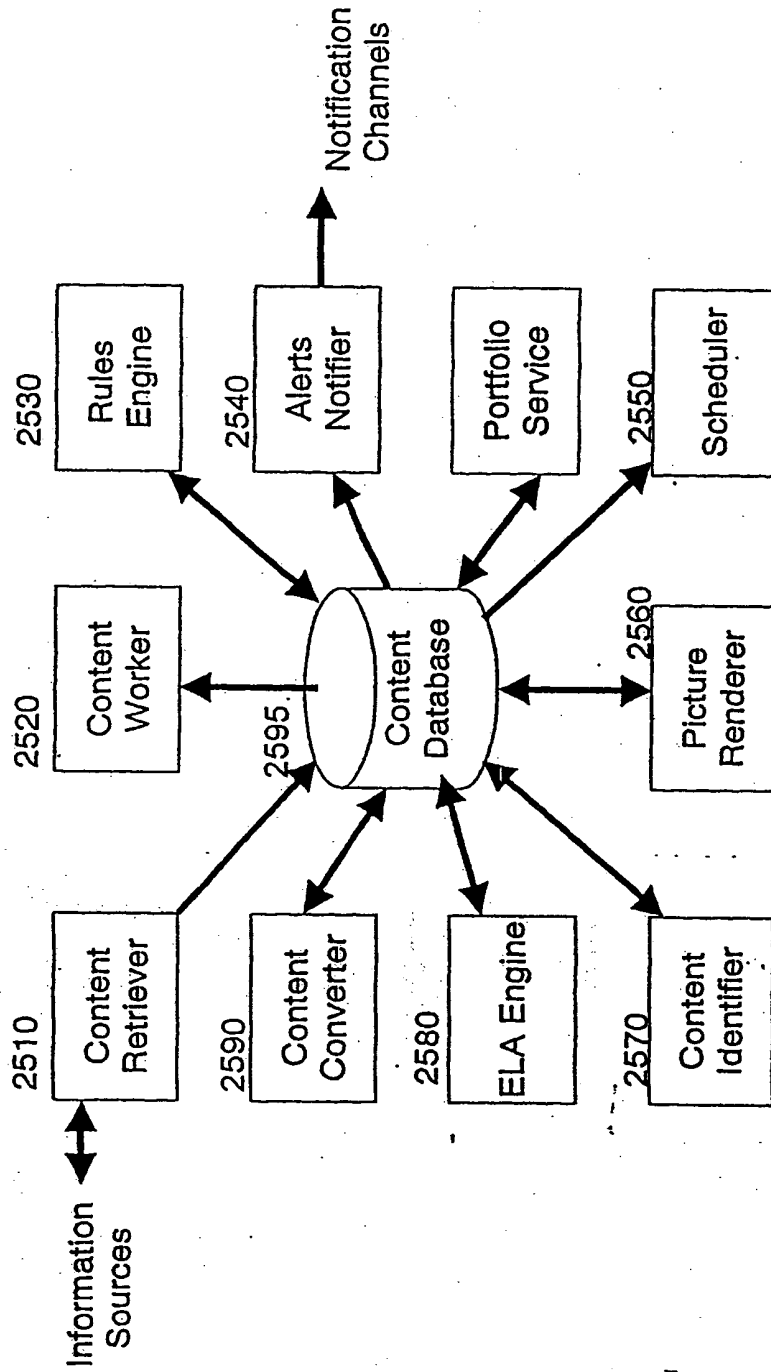 2510
Content
Retriever
2520
Content
Worker
2530
Rules
Engine
Information
Sources
2590
Content
Converter
2595
Content
Database
2540
Alerts
Notifier
Notification
Channels
2580
ELA Engine
Portfolio
Service
2570
Content
Identifier
2560
Picture
Renderer
2550
Scheduler